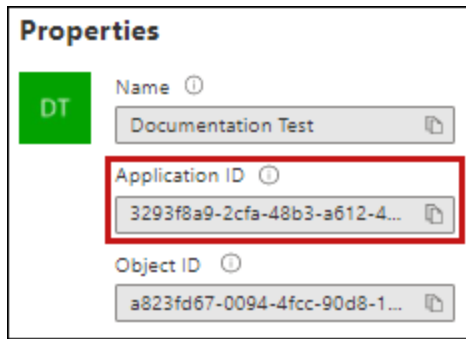 Properties
DT
Name
Documentation Test
Application ID
3293f8a9-2cfa-48b3-a612-4...
Object ID
a823fd67-0094-4fcc-90d8-1...